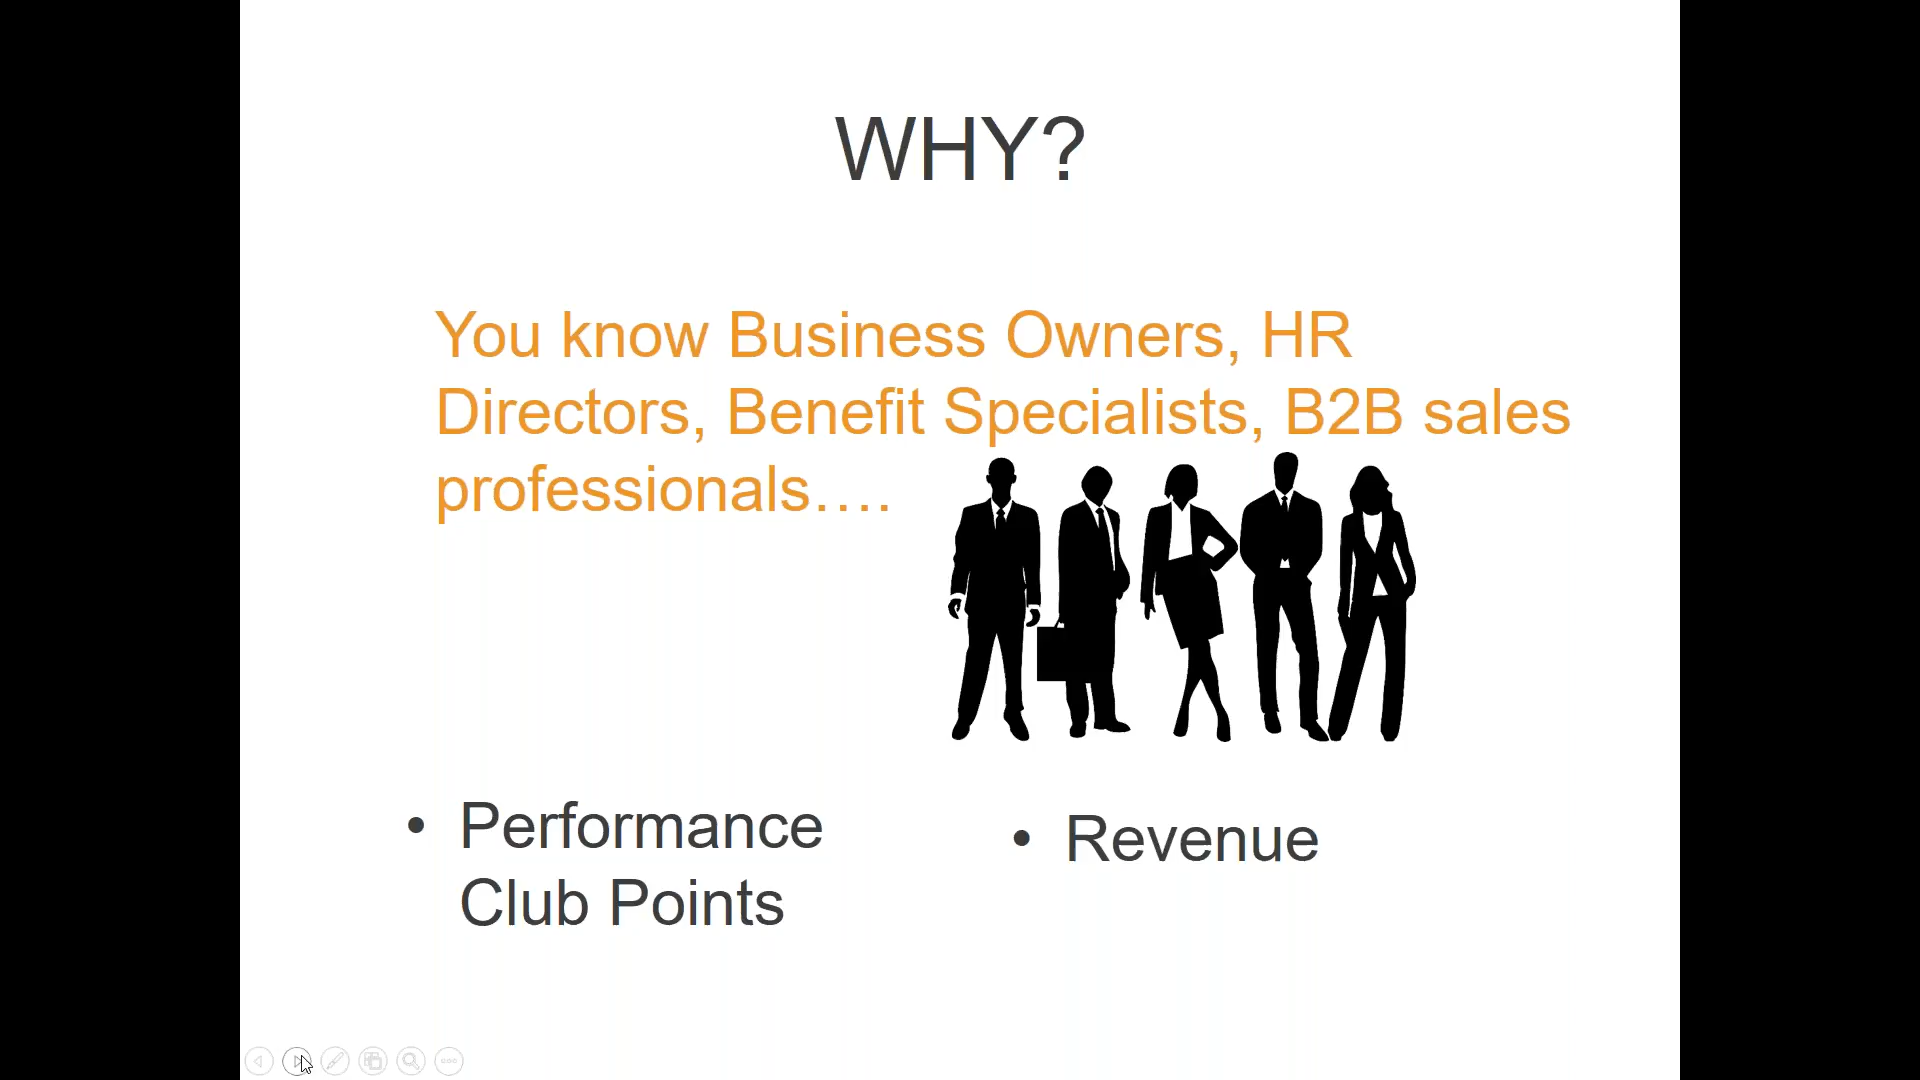 WHY?
You know Business Owners, HR
Directors, Benefit Specialists, B2B sales
professionals….
• Performance
Club Points
• Revenue